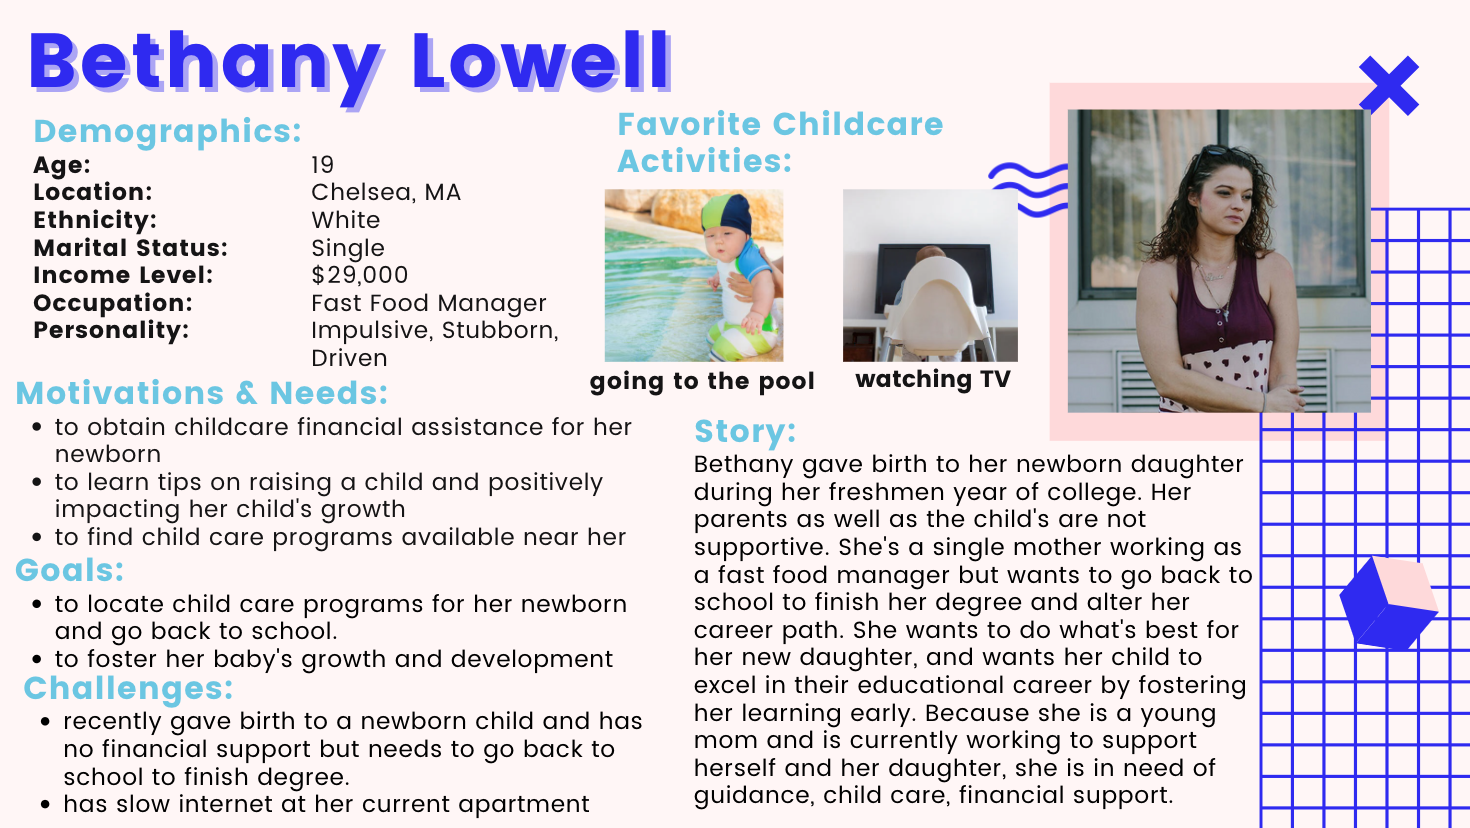 Bethany Lowell
Demographics:
Age: 19
Location: Chelsea, MA
Ethnicity: White
Marital Status: Single
Income Level: $29,000
Occupation: Fast Food Manager
Personality: Impulsive, Stubborn,
Driven
Motivations & Needs:
• to obtain childcare financial assistance for her
newborn
• to learn tips on raising a child and positively
impacting her child's growth
• to find child care programs available near her
Goals:
• to locate child care programs for her newborn
and go back to school.
• to foster her baby's growth and development
Challenges:
• recently gave birth to a newborn child and has
no financial support but needs to go back to
school to finish degree.
• has slow internet at her current apartment
Favorite Childcare
Activities:
going to the pool
watching TV
Story:
Bethany gave birth to her newborn daughter
during her freshmen year of college. Her
parents as well as the child's are not
supportive. She's a single mother working as
a fast food manager but wants to go back to
school to finish her degree and alter her
career path. She wants to do what's best for
her new daughter, and wants her child to
excel in their educational career by fostering
her learning early. Because she is a young
mom and is currently working to support
herself and her daughter, she is in need of
guidance, child care, financial support.